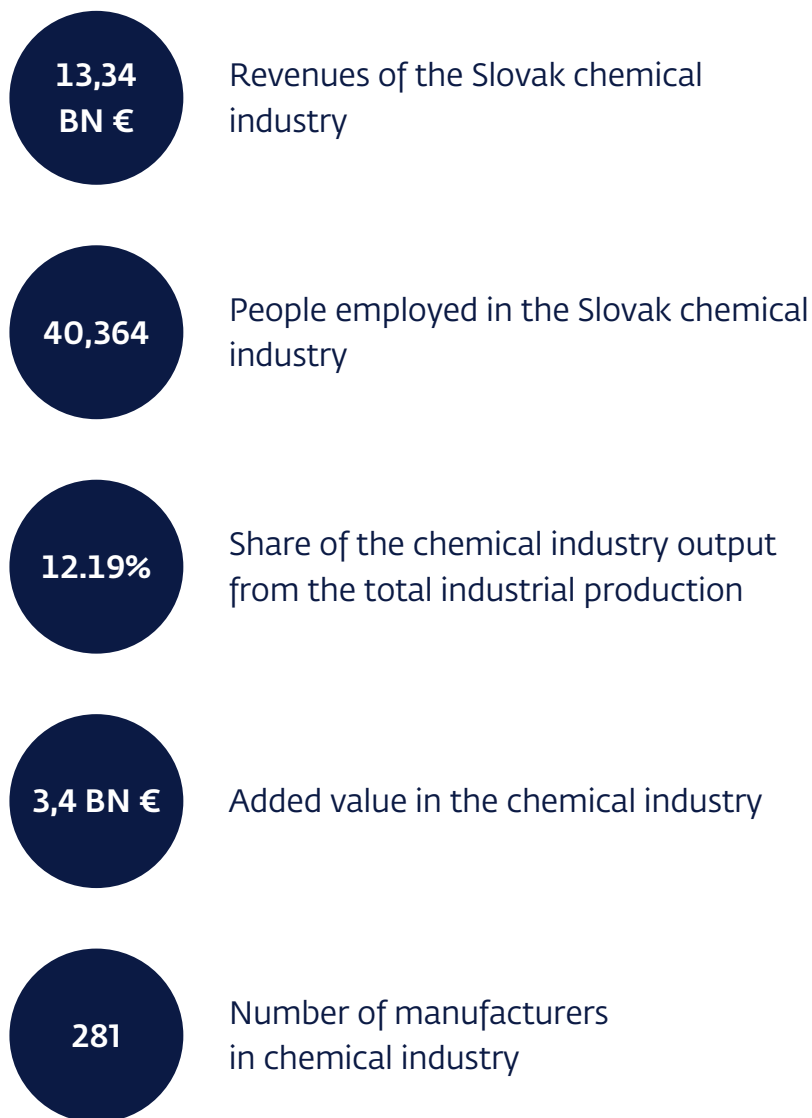 13,34
BN €
Revenues of the Slovak chemical
industry
40,364
People employed in the Slovak chemical
industry
12.19%
Share of the chemical industry output
from the total industrial production
3,4 BN €
Added value in the chemical industry
281
Number of manufacturers
in chemical industry